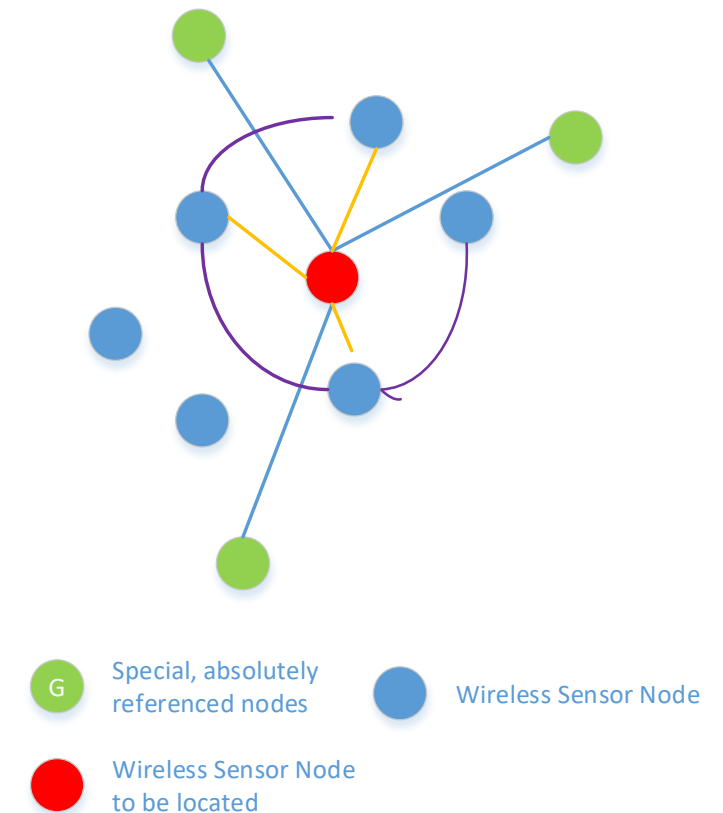 G
Special, absolutely
referenced nodes
Wireless Sensor Node
Wireless Sensor Node
to be located